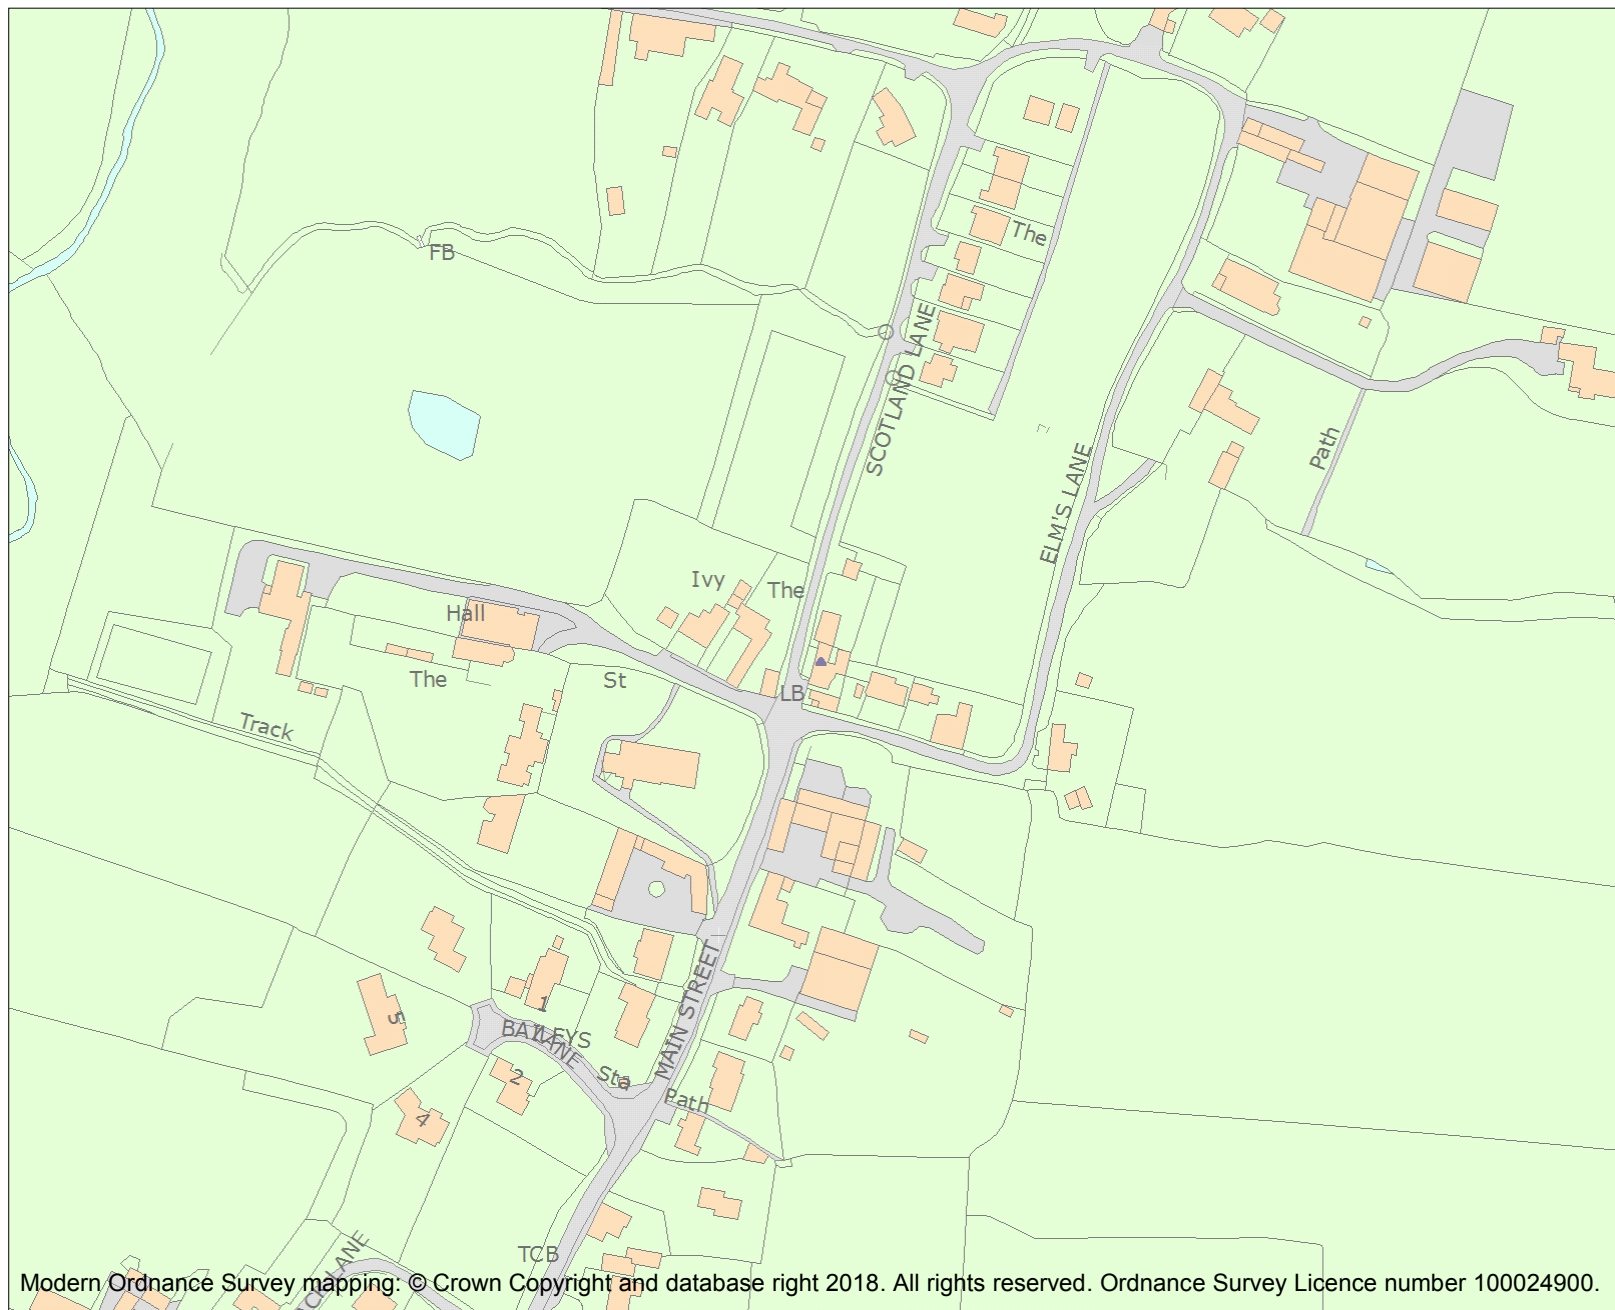 The
FB
SCOTLAND LANE
Path
ELM'S LANE
Ivy
The
Hall
The
St
LB
Track
MAIN STREET
1
5
BAILEYS
LANE
2
Sta
Path
4
TCB
LANE
Modern Ordnance Survey mapping: © Crown Copyright and database right 2018. All rights reserved. Ordnance Survey Licence number 100024900.